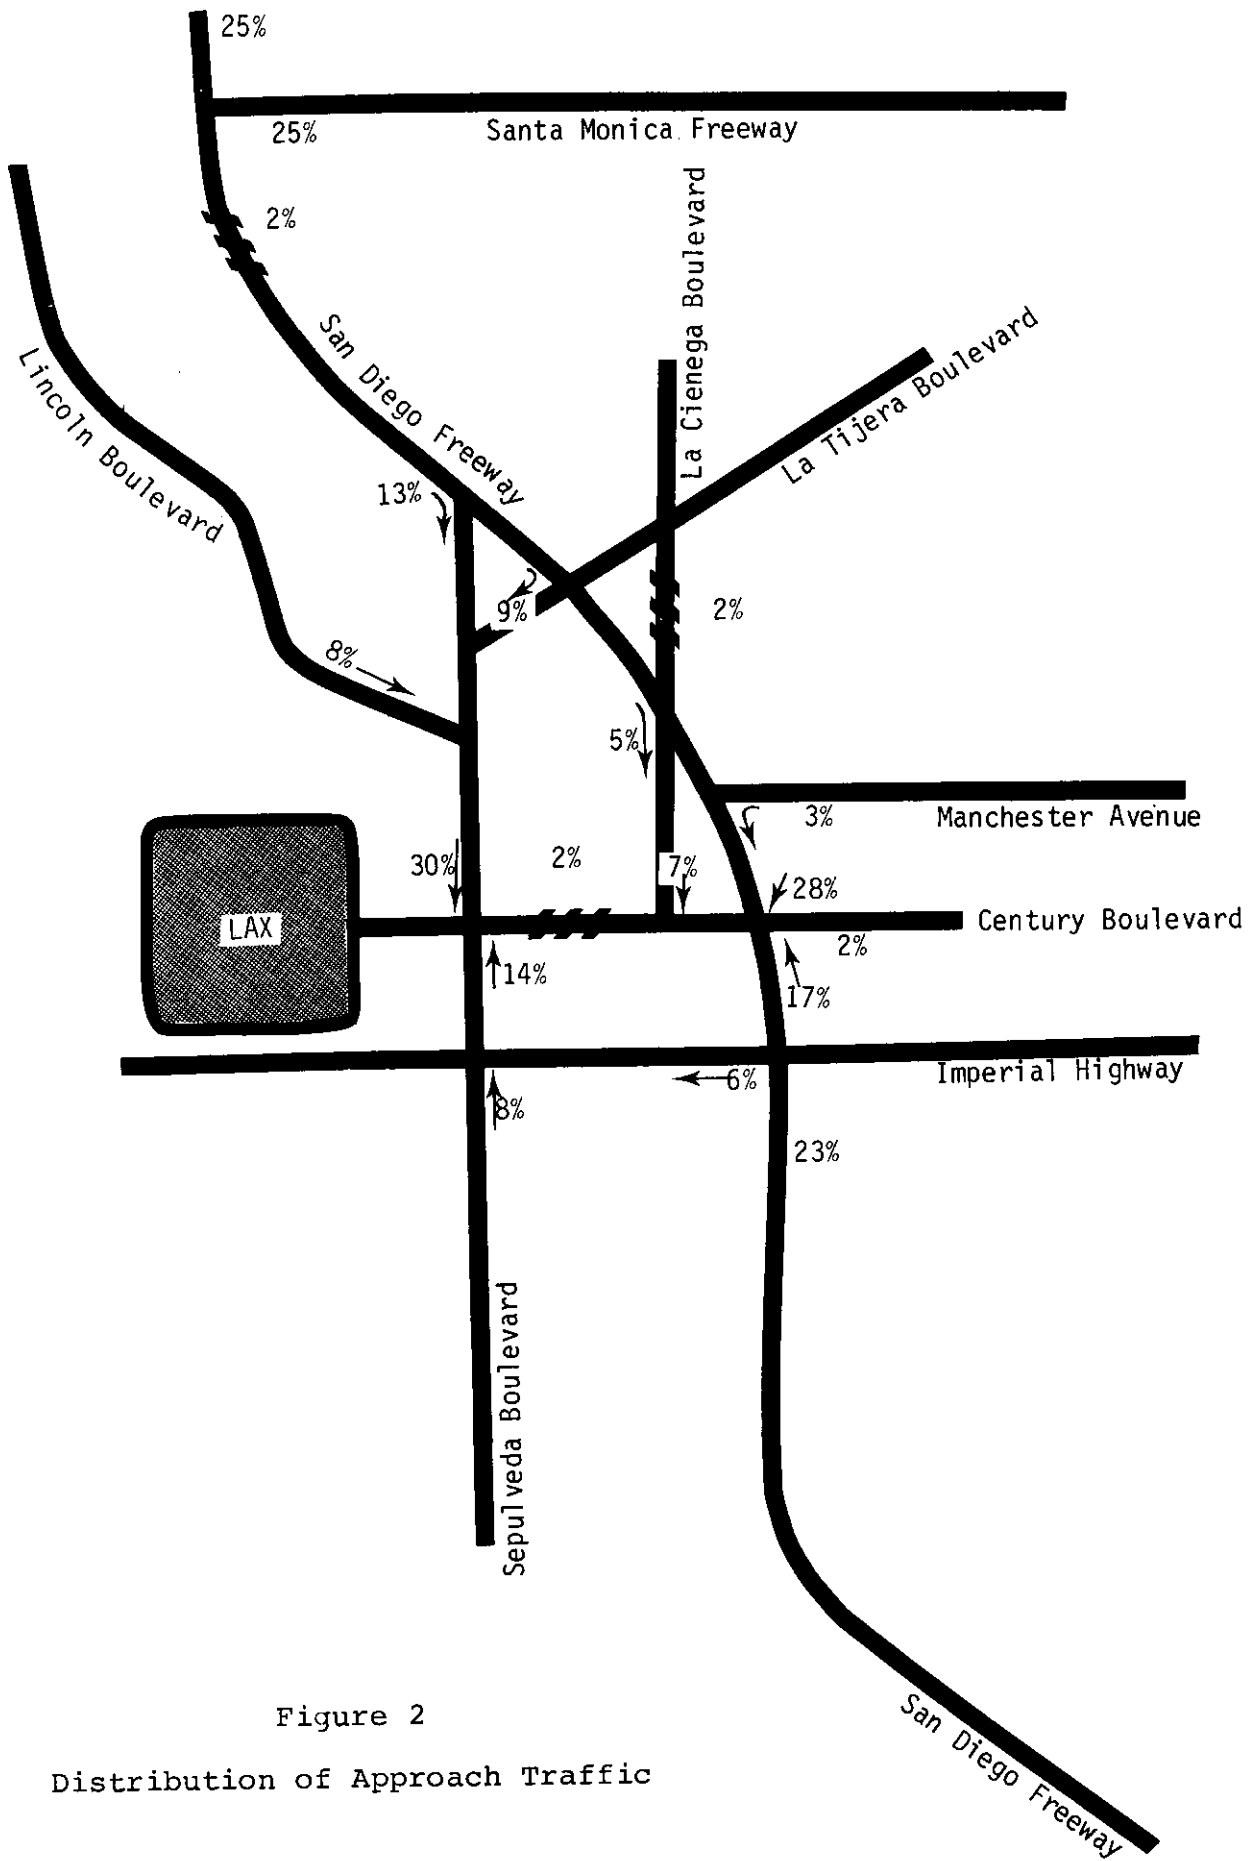 25%
Santa Monica Freeway
25%
2%
La Cienega Boulevard
San Diego Freeway
La Tijera Boulevard
Lincoln Boulevard
13%
9%
2%
8%
5%
3%
Manchester Avenue
30%
2%
7%
28%
LAX
Century Boulevard
2%
14%
17%
6%
Imperial Highway
8%
23%
Sepulveda Boulevard
San Diego Freeway
Figure 2
Distribution of Approach Traffic